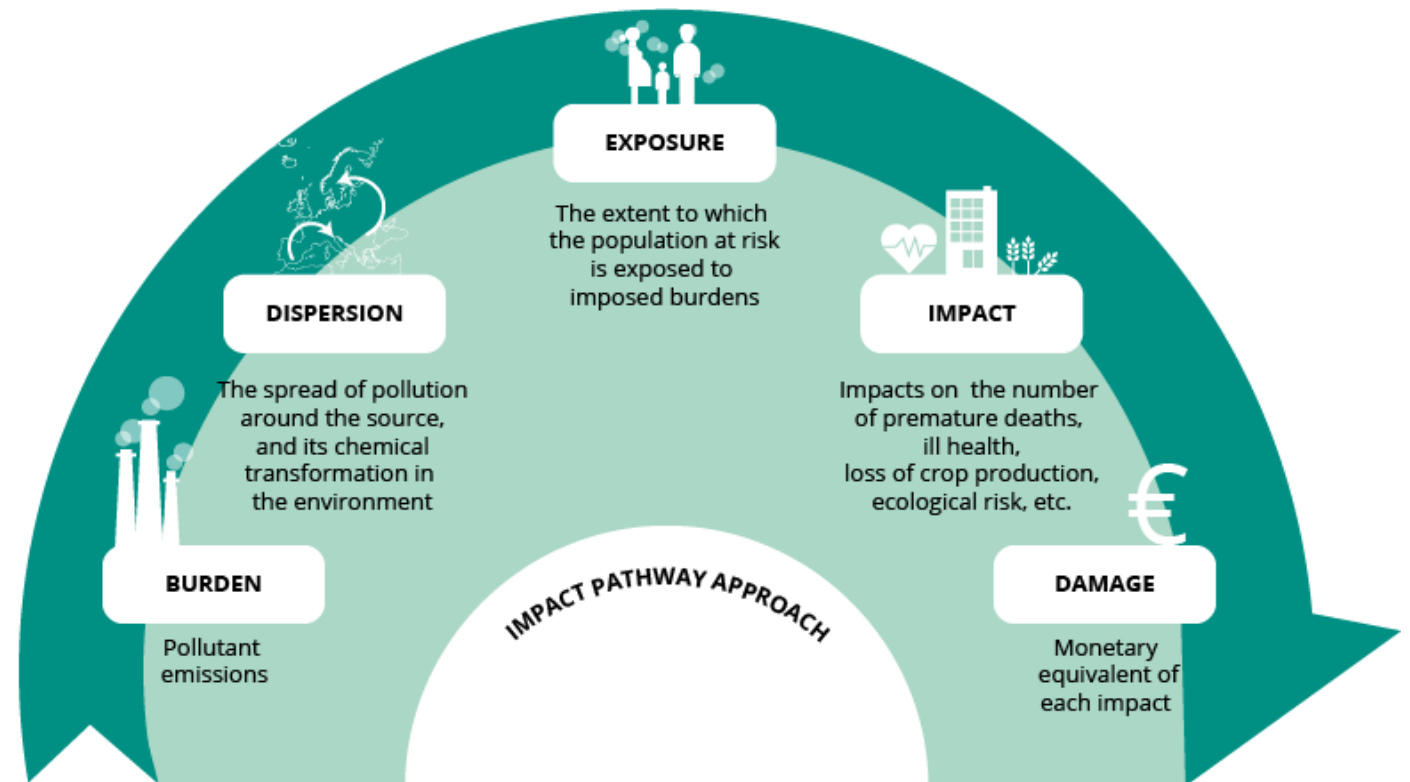 EXPOSURE
The extent to which
the population at risk
is exposed to
imposed burdens
DISPERSION
The spread of pollution
around the source,
and its chemical
transformation in
the environment
IMPACT
Impacts on the number
of premature deaths,
ill health,
loss of crop production,
ecological risk, etc.
€
BURDEN
Pollutant
emissions
IMPACT PATHWAY APPROACH
DAMAGE
Monetary
equivalent of
each impact